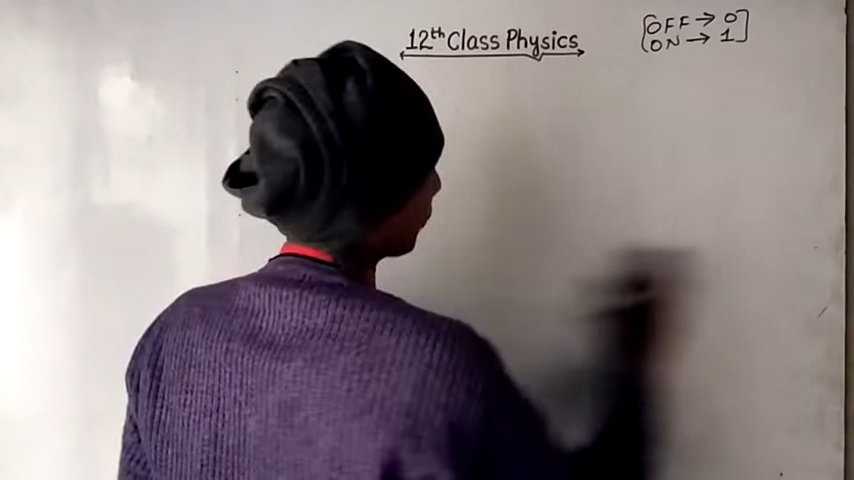 12th Class Physics
[OFF → 0
ON → 1]